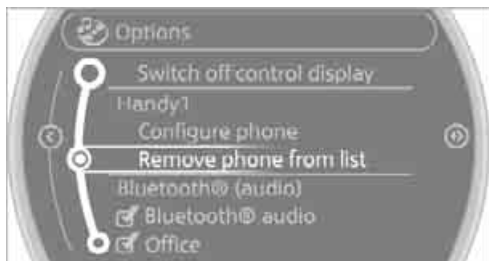 Options
Switch off control display
Handy1
Configure phone
Remove phone from list
Bluetooth® (audio)
Bluetooth® audio
Office